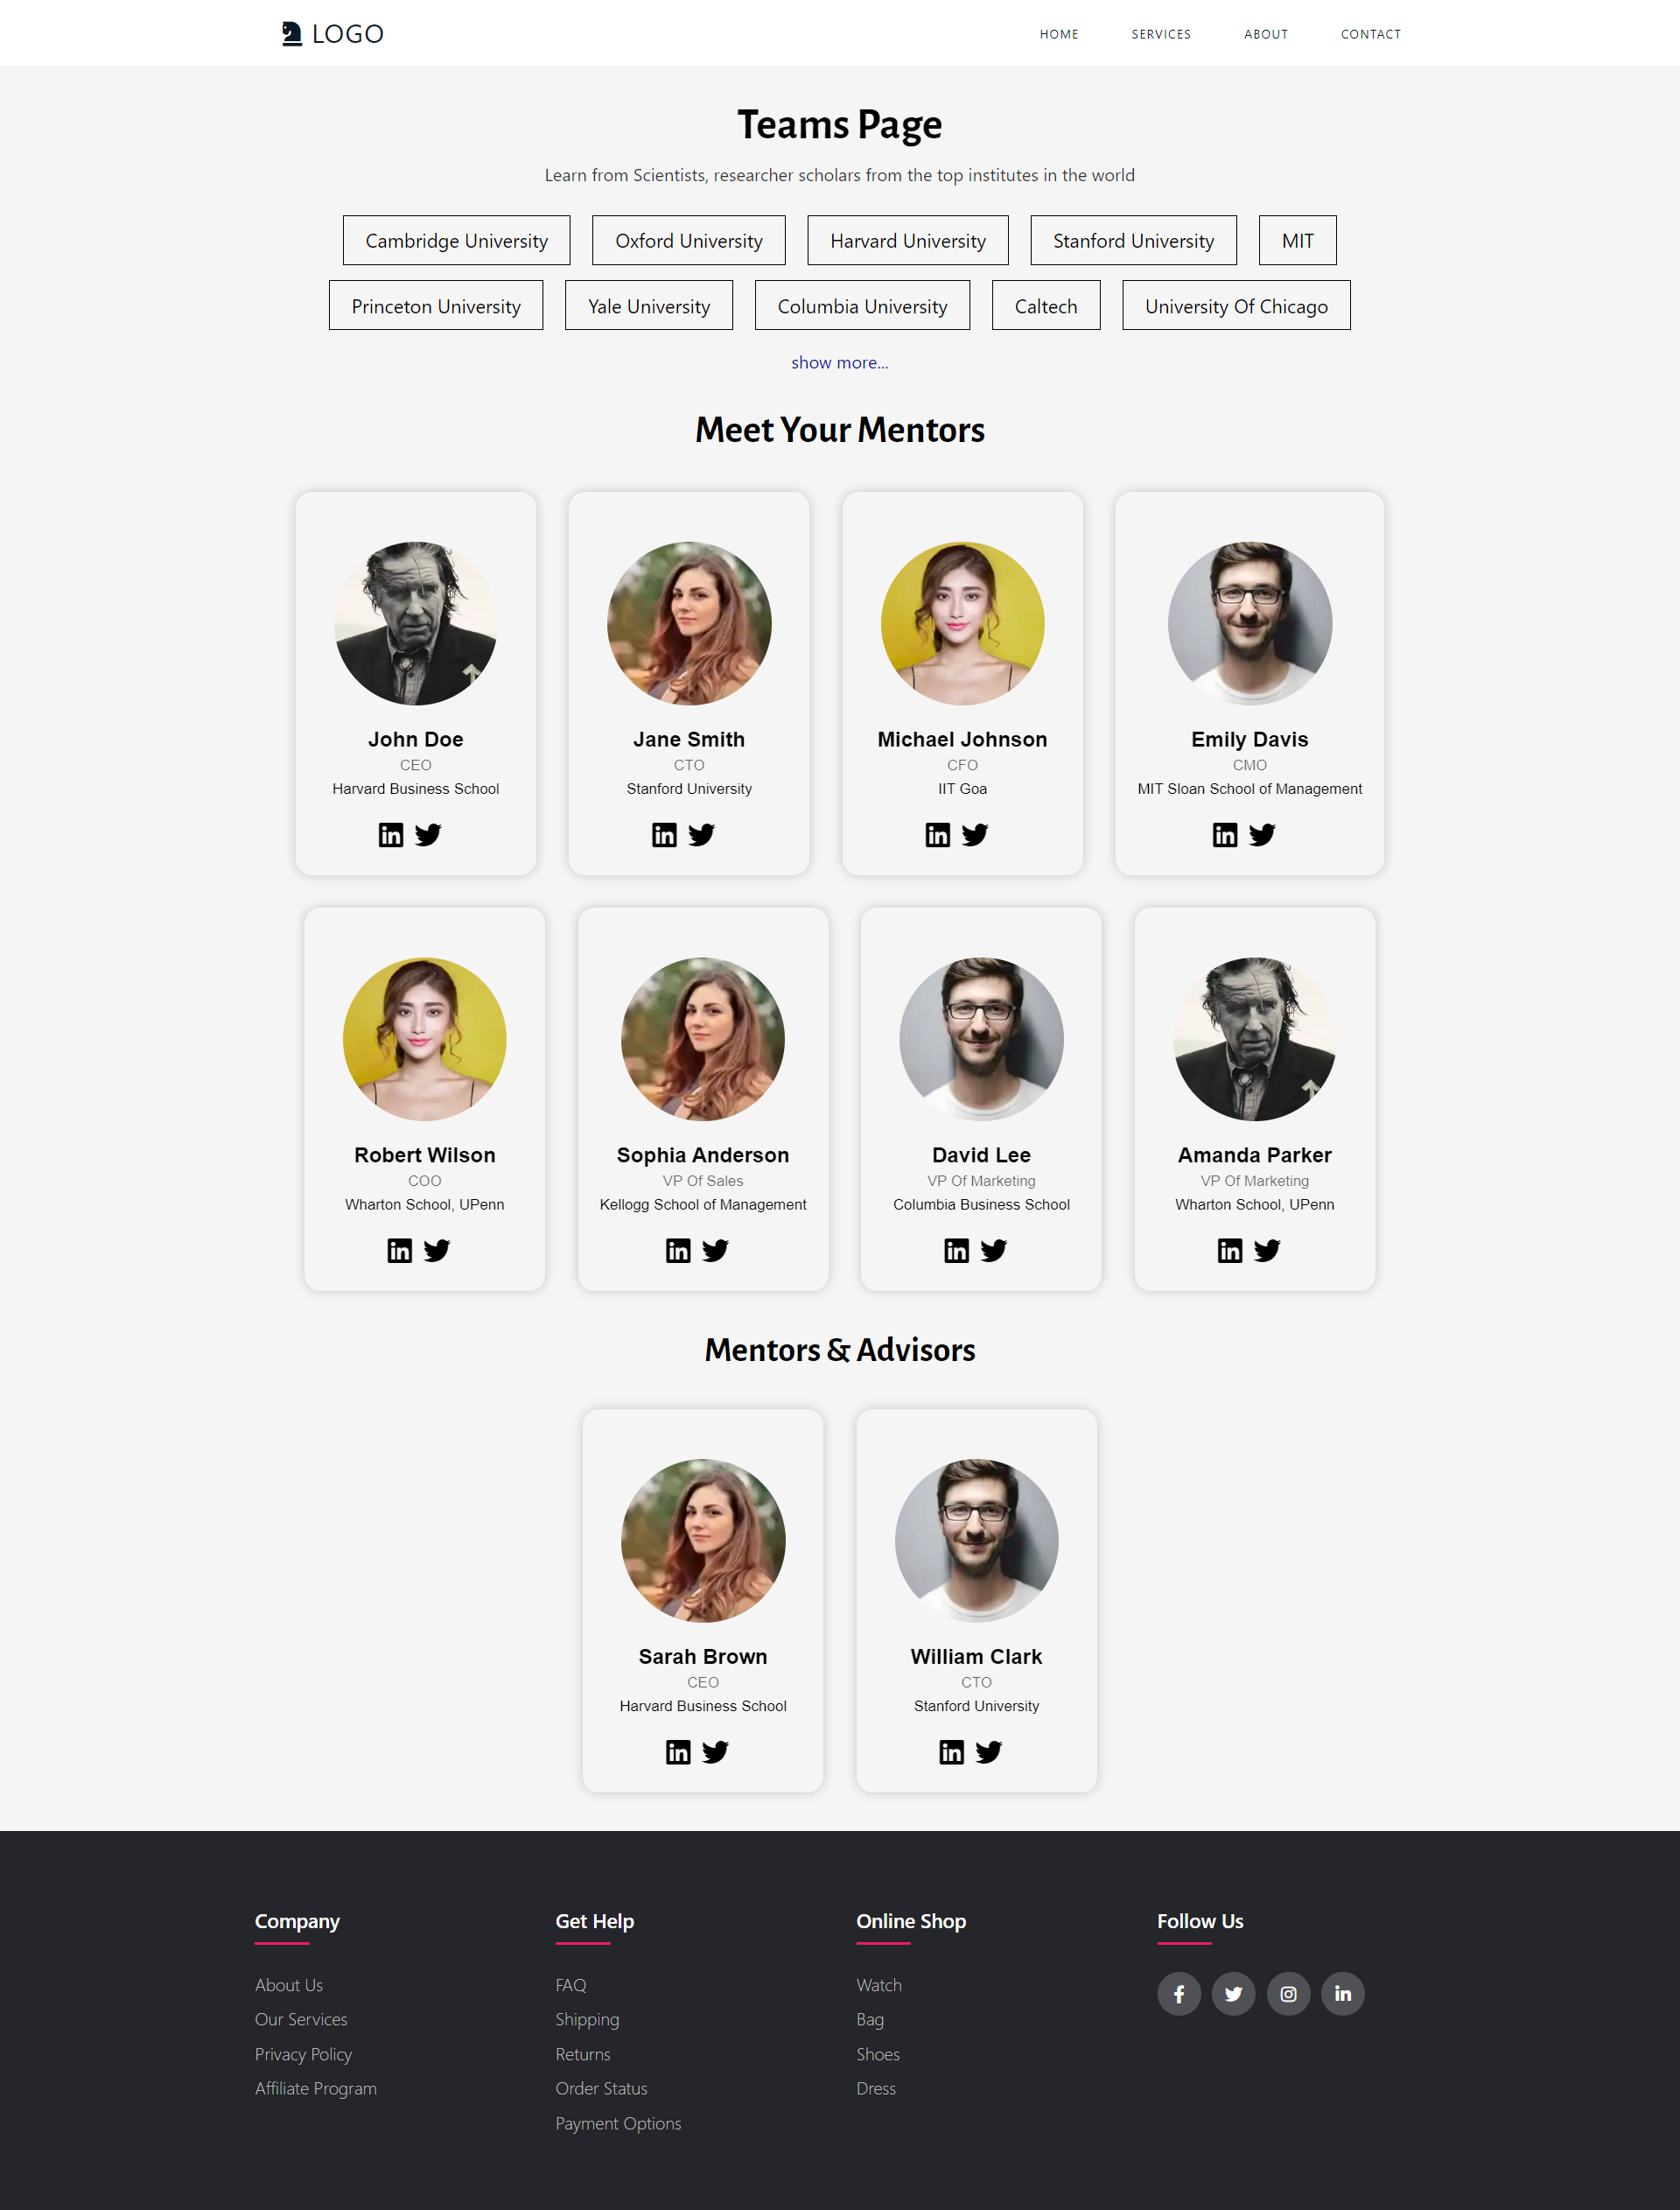 LOGO
HOME SERVICES ABOUT CONTACT
Teams Page
Learn from Scientists, researcher scholars from the top institutes in the world
Cambridge University Oxford University Harvard University Stanford University MIT
Princeton University Yale University Columbia University Caltech University Of Chicago
show more...
Meet Your Mentors
John Doe
CEO
Harvard Business School
Jane Smith
CTO
Stanford University
Michael Johnson
CFO
IIT Goa
Emily Davis
CMO
MIT Sloan School of Management
Robert Wilson
COO
Wharton School, UPenn
Sophia Anderson
VP Of Sales
Kellogg School of Management
David Lee
VP Of Marketing
Columbia Business School
Amanda Parker
VP Of Marketing
Wharton School, UPenn
Mentors & Advisors
Sarah Brown
CEO
Harvard Business School
William Clark
CTO
Stanford University
Company
About Us
Our Services
Privacy Policy
Affiliate Program
Get Help
FAQ
Shipping
Returns
Order Status
Payment Options
Online Shop
Watch
Bag
Shoes
Dress
Follow Us